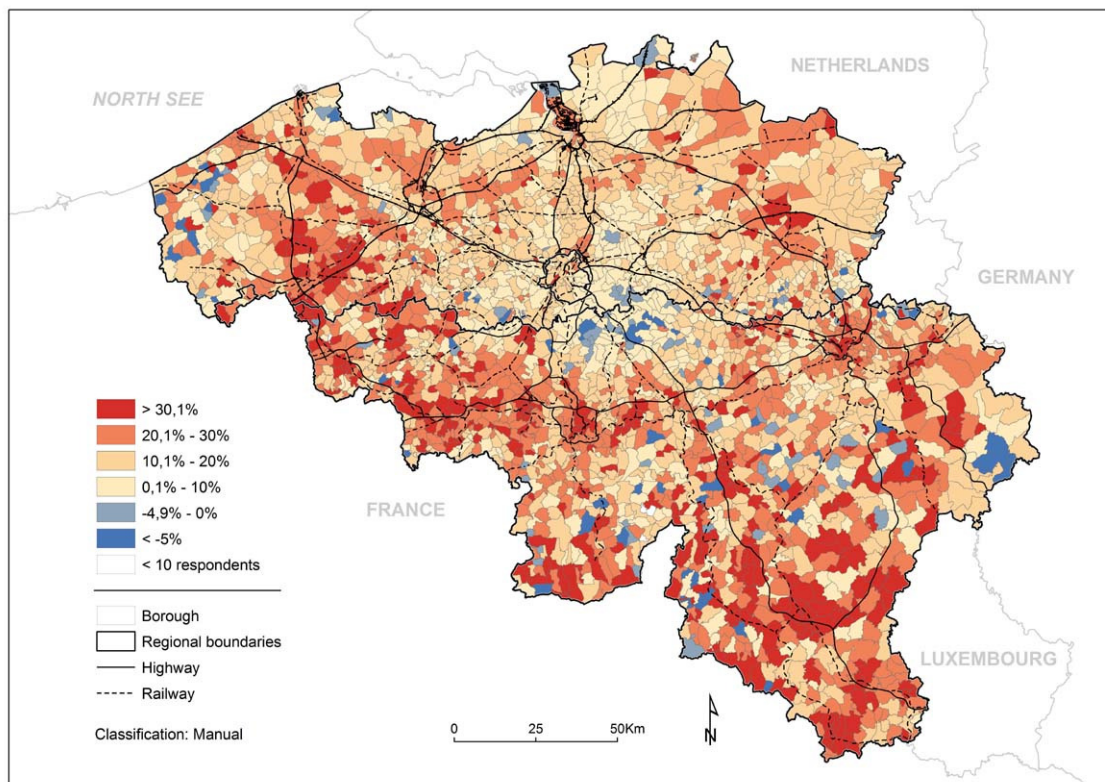 NORTH SEE
NETHERLANDS
GERMANY
FRANCE
LUXEMBOURG
> 30,1%
20,1% - 30%
10,1% - 20%
0,1% - 10%
-4,9% - 0%
< -5%
< 10 respondents
Borough
Regional boundaries
Highway
Railway
Classification: Manual
0 25 50Km
N